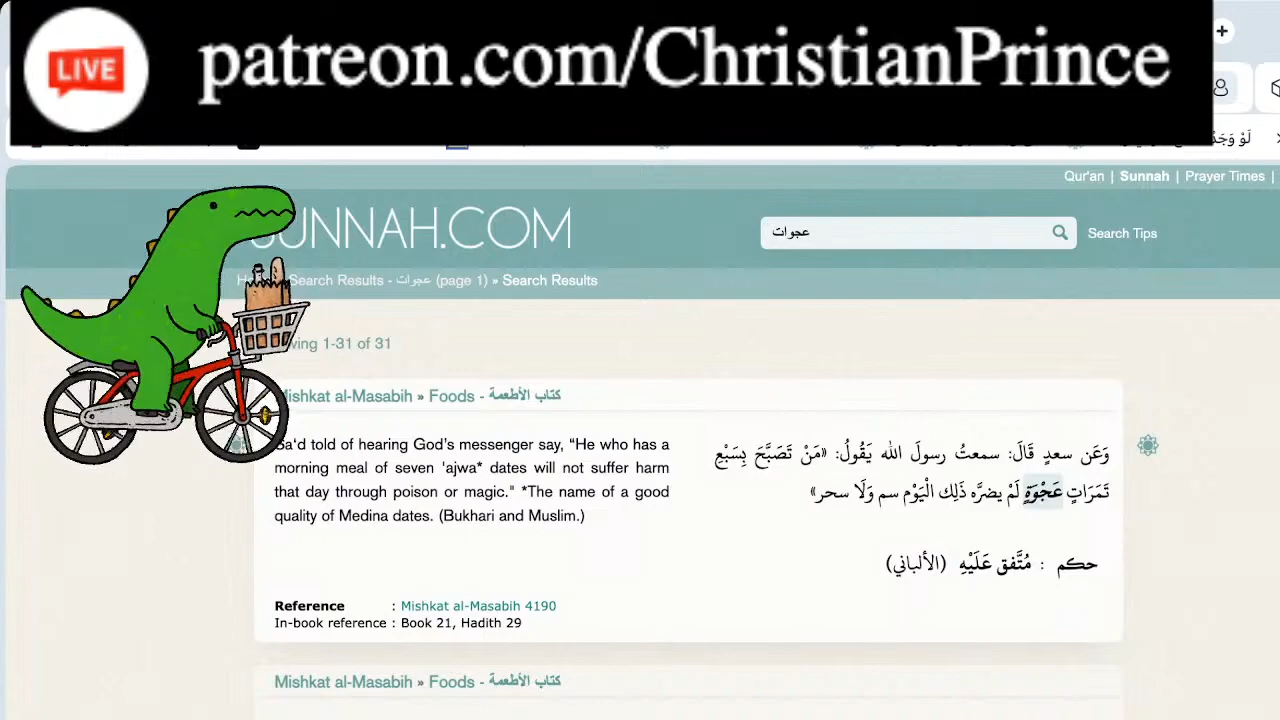 LIVE
patreon.com/ChristianPrince
لَوْ وَجَدْ
Qur'an | Sunnah | Prayer Times |
SUNNAH.COM
عجوات
Search Tips
Search Results - عجوات (page 1) » Search Results
1-31 of 31
Mishkat al-Masabih » Foods - كتاب الأطعمة
Sa'd told of hearing God's messenger say, “He who has a
morning meal of seven 'ajwa* dates will not suffer harm
that day through poison or magic." *The name of a good
quality of Medina dates. (Bukhari and Muslim.)
وَعَن سعدٍ قَالَ: سمعتُ رسولَ الله يَقُولُ: «مَنْ تَصَبَّحَ بِسَبْعِ
تَمَرَاتٍ عَجْوَةٍ لَمْ يضرَّه ذَلِك الْيَوْم سم وَلَا سحر»
حكم : مُتَّفق عَلَيْهِ (الألباني)
Reference : Mishkat al-Masabih 4190
In-book reference : Book 21, Hadith 29
Mishkat al-Masabih » Foods - كتاب الأطعمة